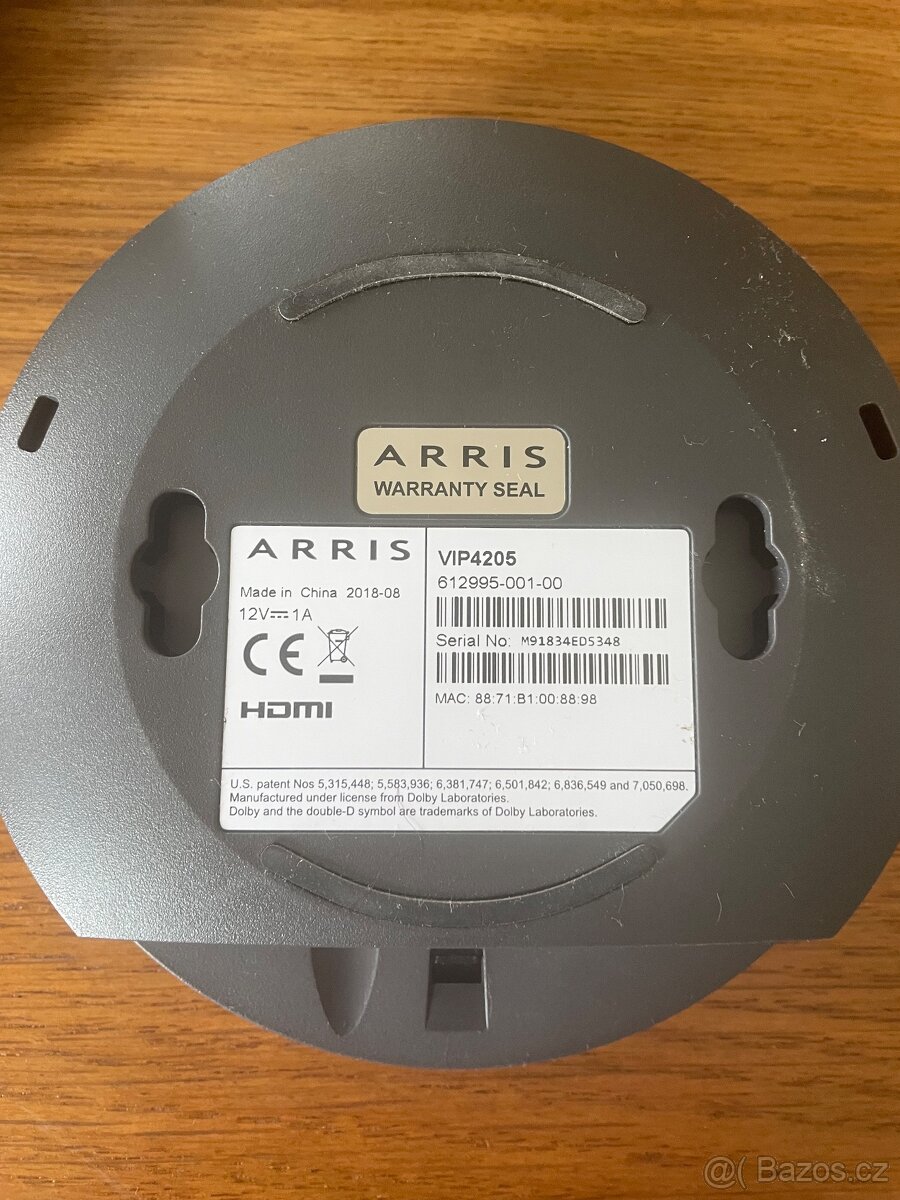 ARRIS
WARRANTY SEAL
ARRIS
Made in China 2018-08
12V⎓1A
CE
HDMI
VIP4205
612995-001-00
Serial No: M91834ED5348
MAC: 88:71:B1:00:88:98
U.S. patent Nos 5,315,448; 5,583,936; 6,381,747; 6,501,842; 6,836,549 and 7,050,698.
Manufactured under license from Dolby Laboratories.
Dolby and the double-D symbol are trademarks of Dolby Laboratories.
@( Bazos.cz